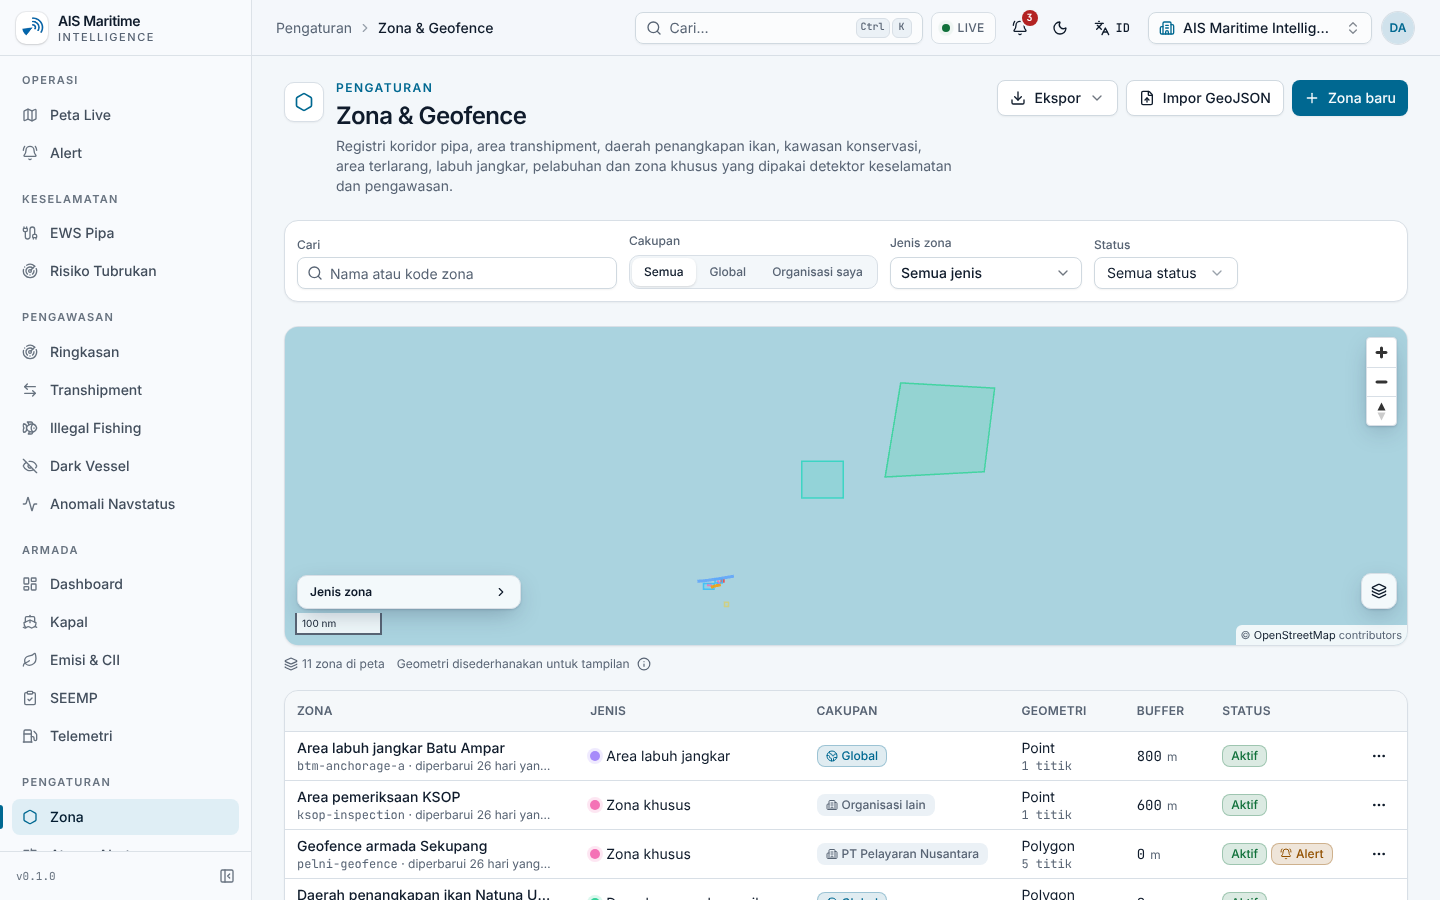 AIS Maritime
INTELLIGENCE
Pengaturan > Zona & Geofence
Cari...
Ctrl K
LIVE
3
ID
AIS Maritime Intellig...
DA
OPERASI
Peta Live
Alert
KESELAMATAN
EWS Pipa
Risiko Tubrukan
PENGAWASAN
Ringkasan
Transhipment
Illegal Fishing
Dark Vessel
Anomali Navstatus
ARMADA
Dashboard
Kapal
Emisi & CII
SEEMP
Telemetri
PENGATURAN
Zona
v0.1.0
PENGATURAN
Zona & Geofence
Registri koridor pipa, area transhipment, daerah penangkapan ikan, kawasan konservasi,
area terlarang, labuh jangkar, pelabuhan dan zona khusus yang dipakai detektor keselamatan
dan pengawasan.
Ekspor
Impor GeoJSON
Zona baru
Cari
Nama atau kode zona
Cakupan
Semua Global Organisasi saya
Jenis zona
Semua jenis
Status
Semua status
Jenis zona
100 nm
© OpenStreetMap contributors
11 zona di peta Geometri disederhanakan untuk tampilan
ZONA JENIS CAKUPAN GEOMETRI BUFFER STATUS
Area labuh jangkar Batu Ampar
btm-anchorage-a · diperbarui 26 hari yan...
Area labuh jangkar
Global
Point
1 titik
800 m
Aktif
Area pemeriksaan KSOP
ksop-inspection · diperbarui 26 hari yan...
Zona khusus
Organisasi lain
Point
1 titik
600 m
Aktif
Geofence armada Sekupang
pelni-geofence · diperbarui 26 hari yang...
Zona khusus
PT Pelayaran Nusantara
Polygon
5 titik
0 m
Aktif
Alert
Daerah penangkapan ikan Natuna U...
Polygon